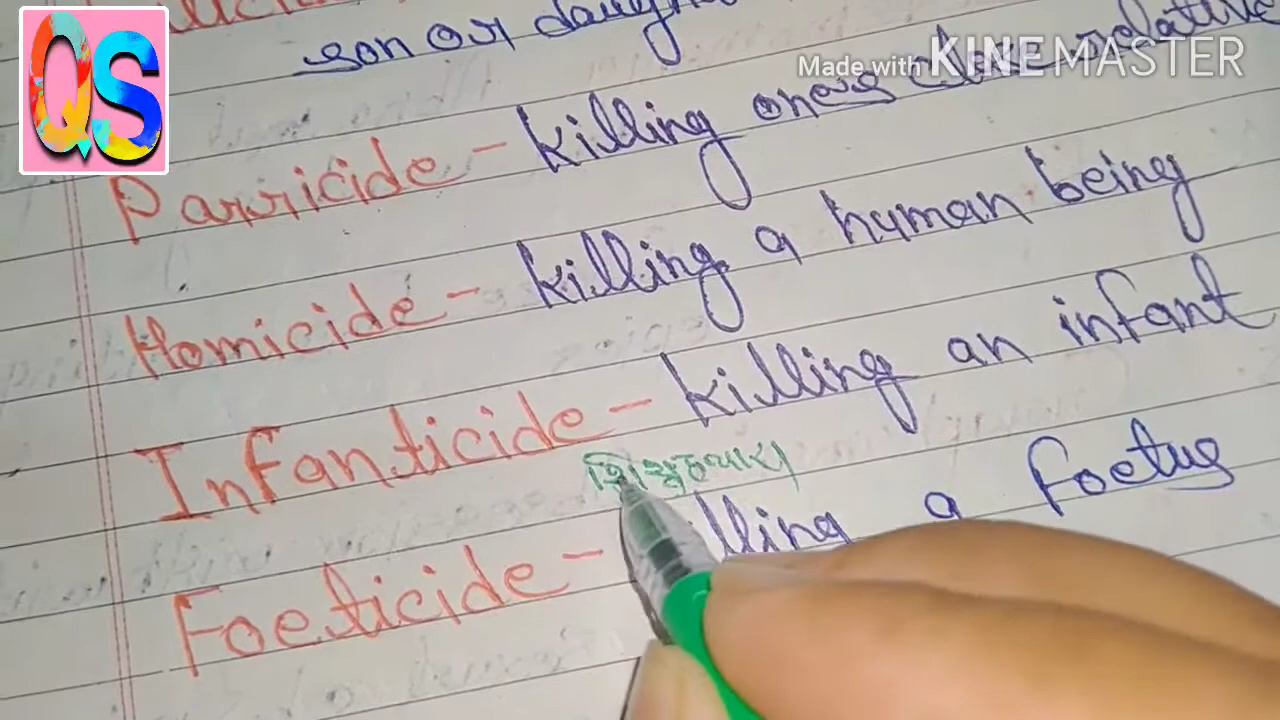 QS
Made with KINEMASTER
son or daughter
Parricide - Killing one's close relative
Homicide - Killing a human being
Infanticide - Killing an infant
Foeticide - Killing a Foetus